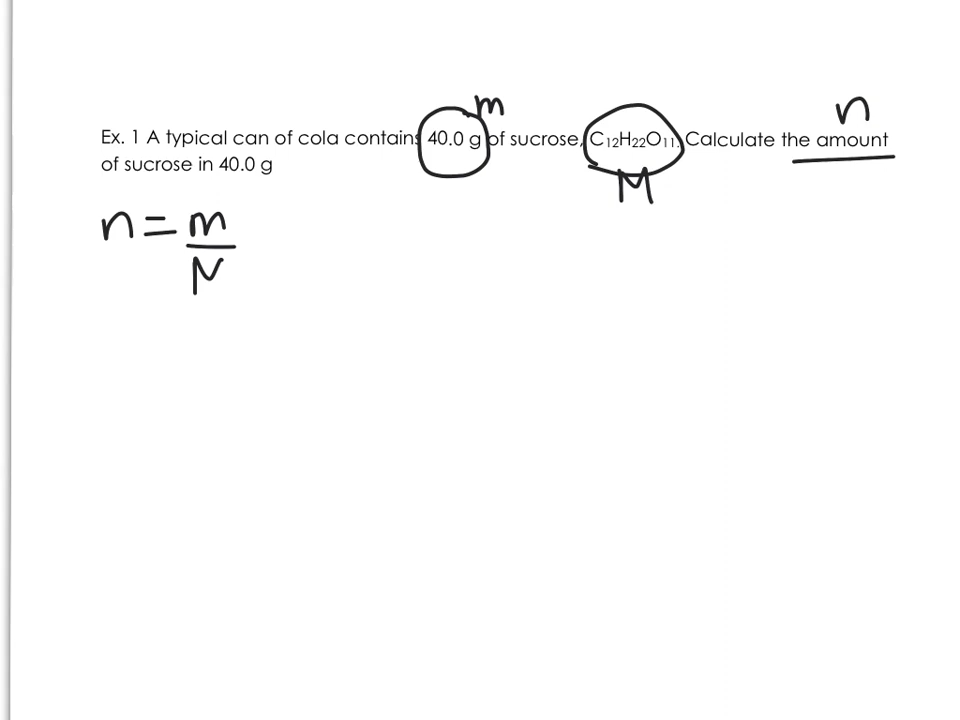 m
n
Ex. 1 A typical can of cola contains 40.0 g of sucrose, C₁₂H₂₂O₁₁. Calculate the amount
of sucrose in 40.0 g
M
n = m
N